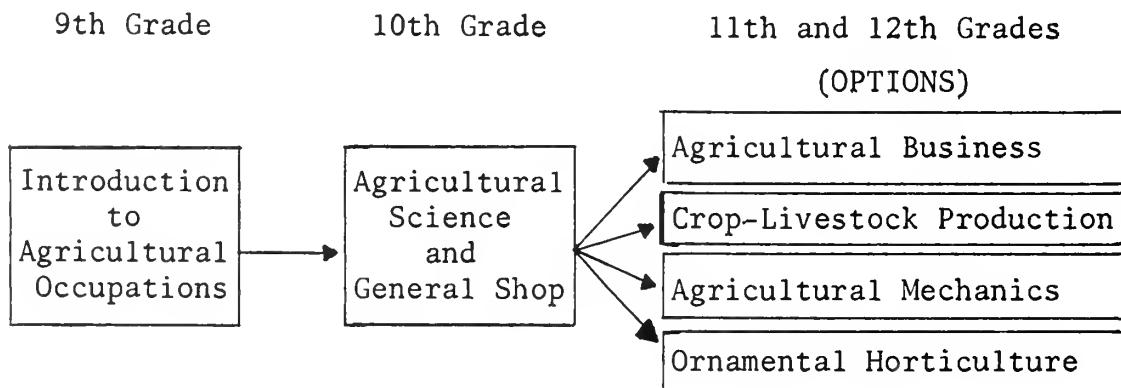 9th Grade
10th Grade
11th and 12th Grades
(OPTIONS)
Introduction
to
Agricultural
Occupations
Agricultural
Science
and
General Shop
Agricultural Business
Crop-Livestock Production
Agricultural Mechanics
Ornamental Horticulture